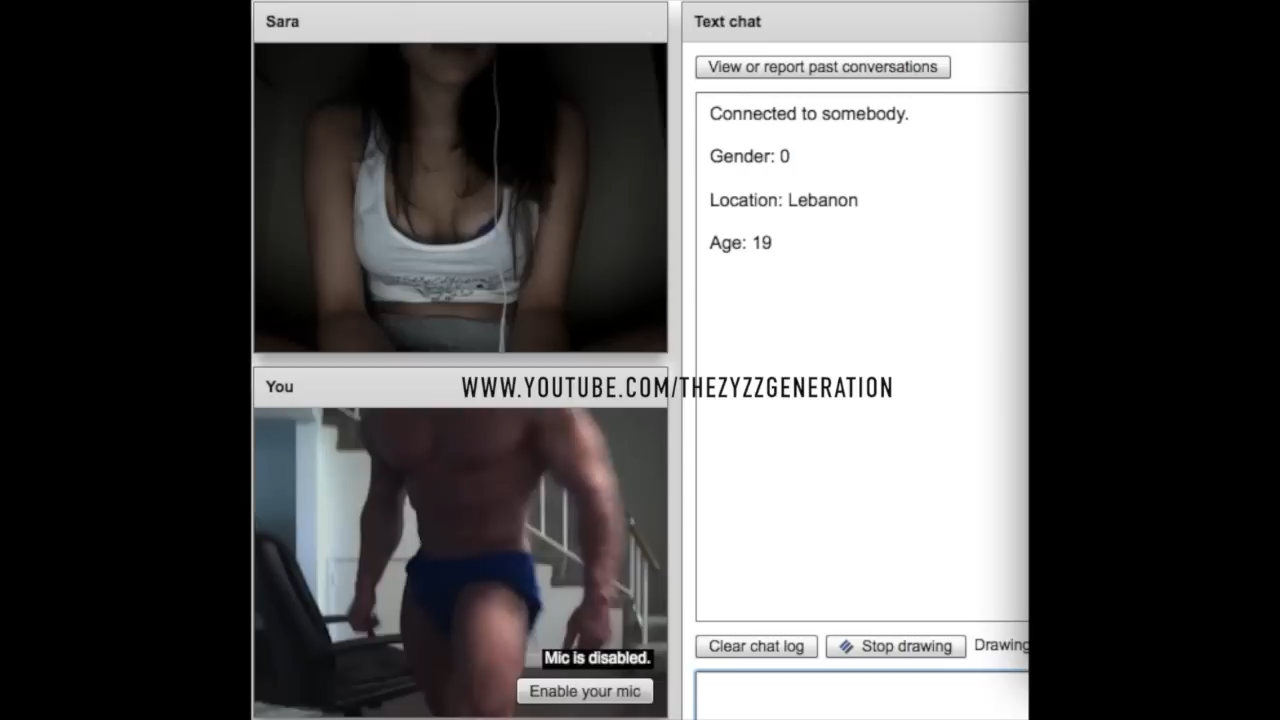 Sara
Text chat
View or report past conversations
Connected to somebody.
Gender: 0
Location: Lebanon
Age: 19
You
WWW.YOUTUBE.COM/THEZYZZGENERATION
Mic is disabled.
Enable your mic
Clear chat log
Stop drawing
Drawing